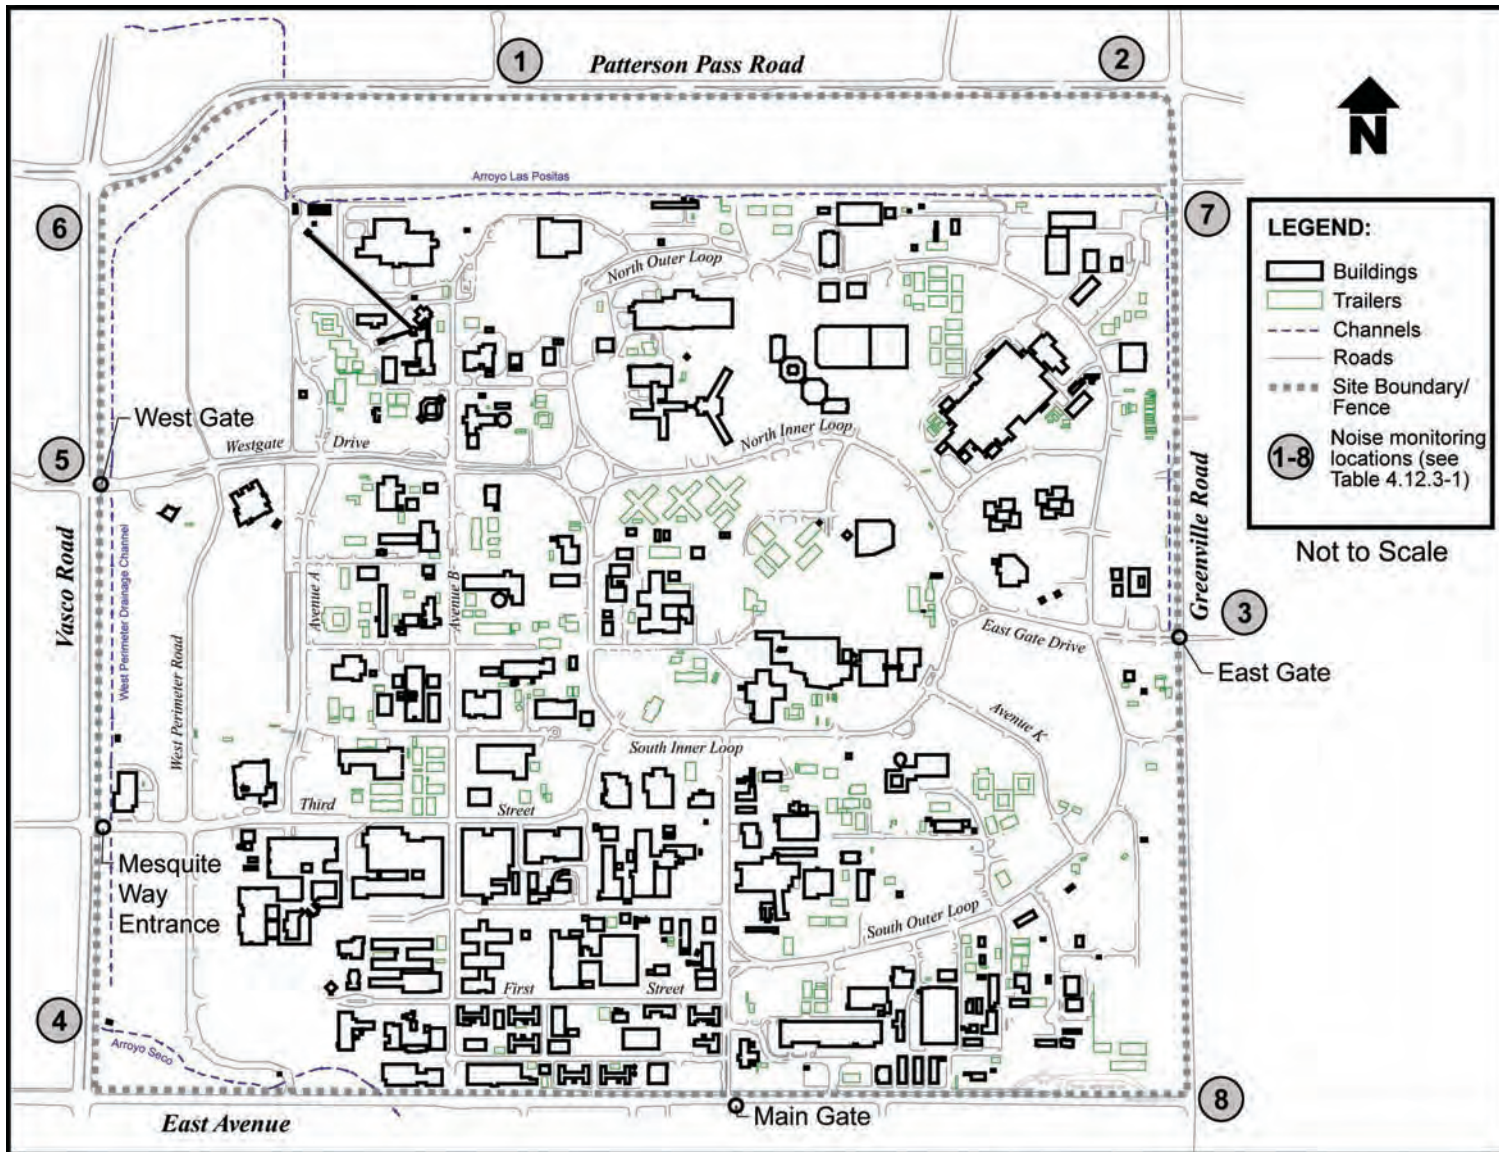 1
Patterson Pass Road
2
N
Arroyo Las Positas
6
7
LEGEND:
Buildings
Trailers
Channels
Roads
Site Boundary/
Fence
1-8
Noise monitoring
locations (see
Table 4.12.3-1)
Not to Scale
North Outer Loop
West Gate
Westgate Drive
North Inner Loop
5
Vasco Road
West Perimeter Drainage Channel
West Perimeter Road
Avenue A
Avenue B
Greenville Road
3
East Gate Drive
East Gate
Avenue K
South Inner Loop
Third Street
Mesquite
Way
Entrance
South Outer Loop
First Street
4
Arroyo Seco
8
Main Gate
East Avenue